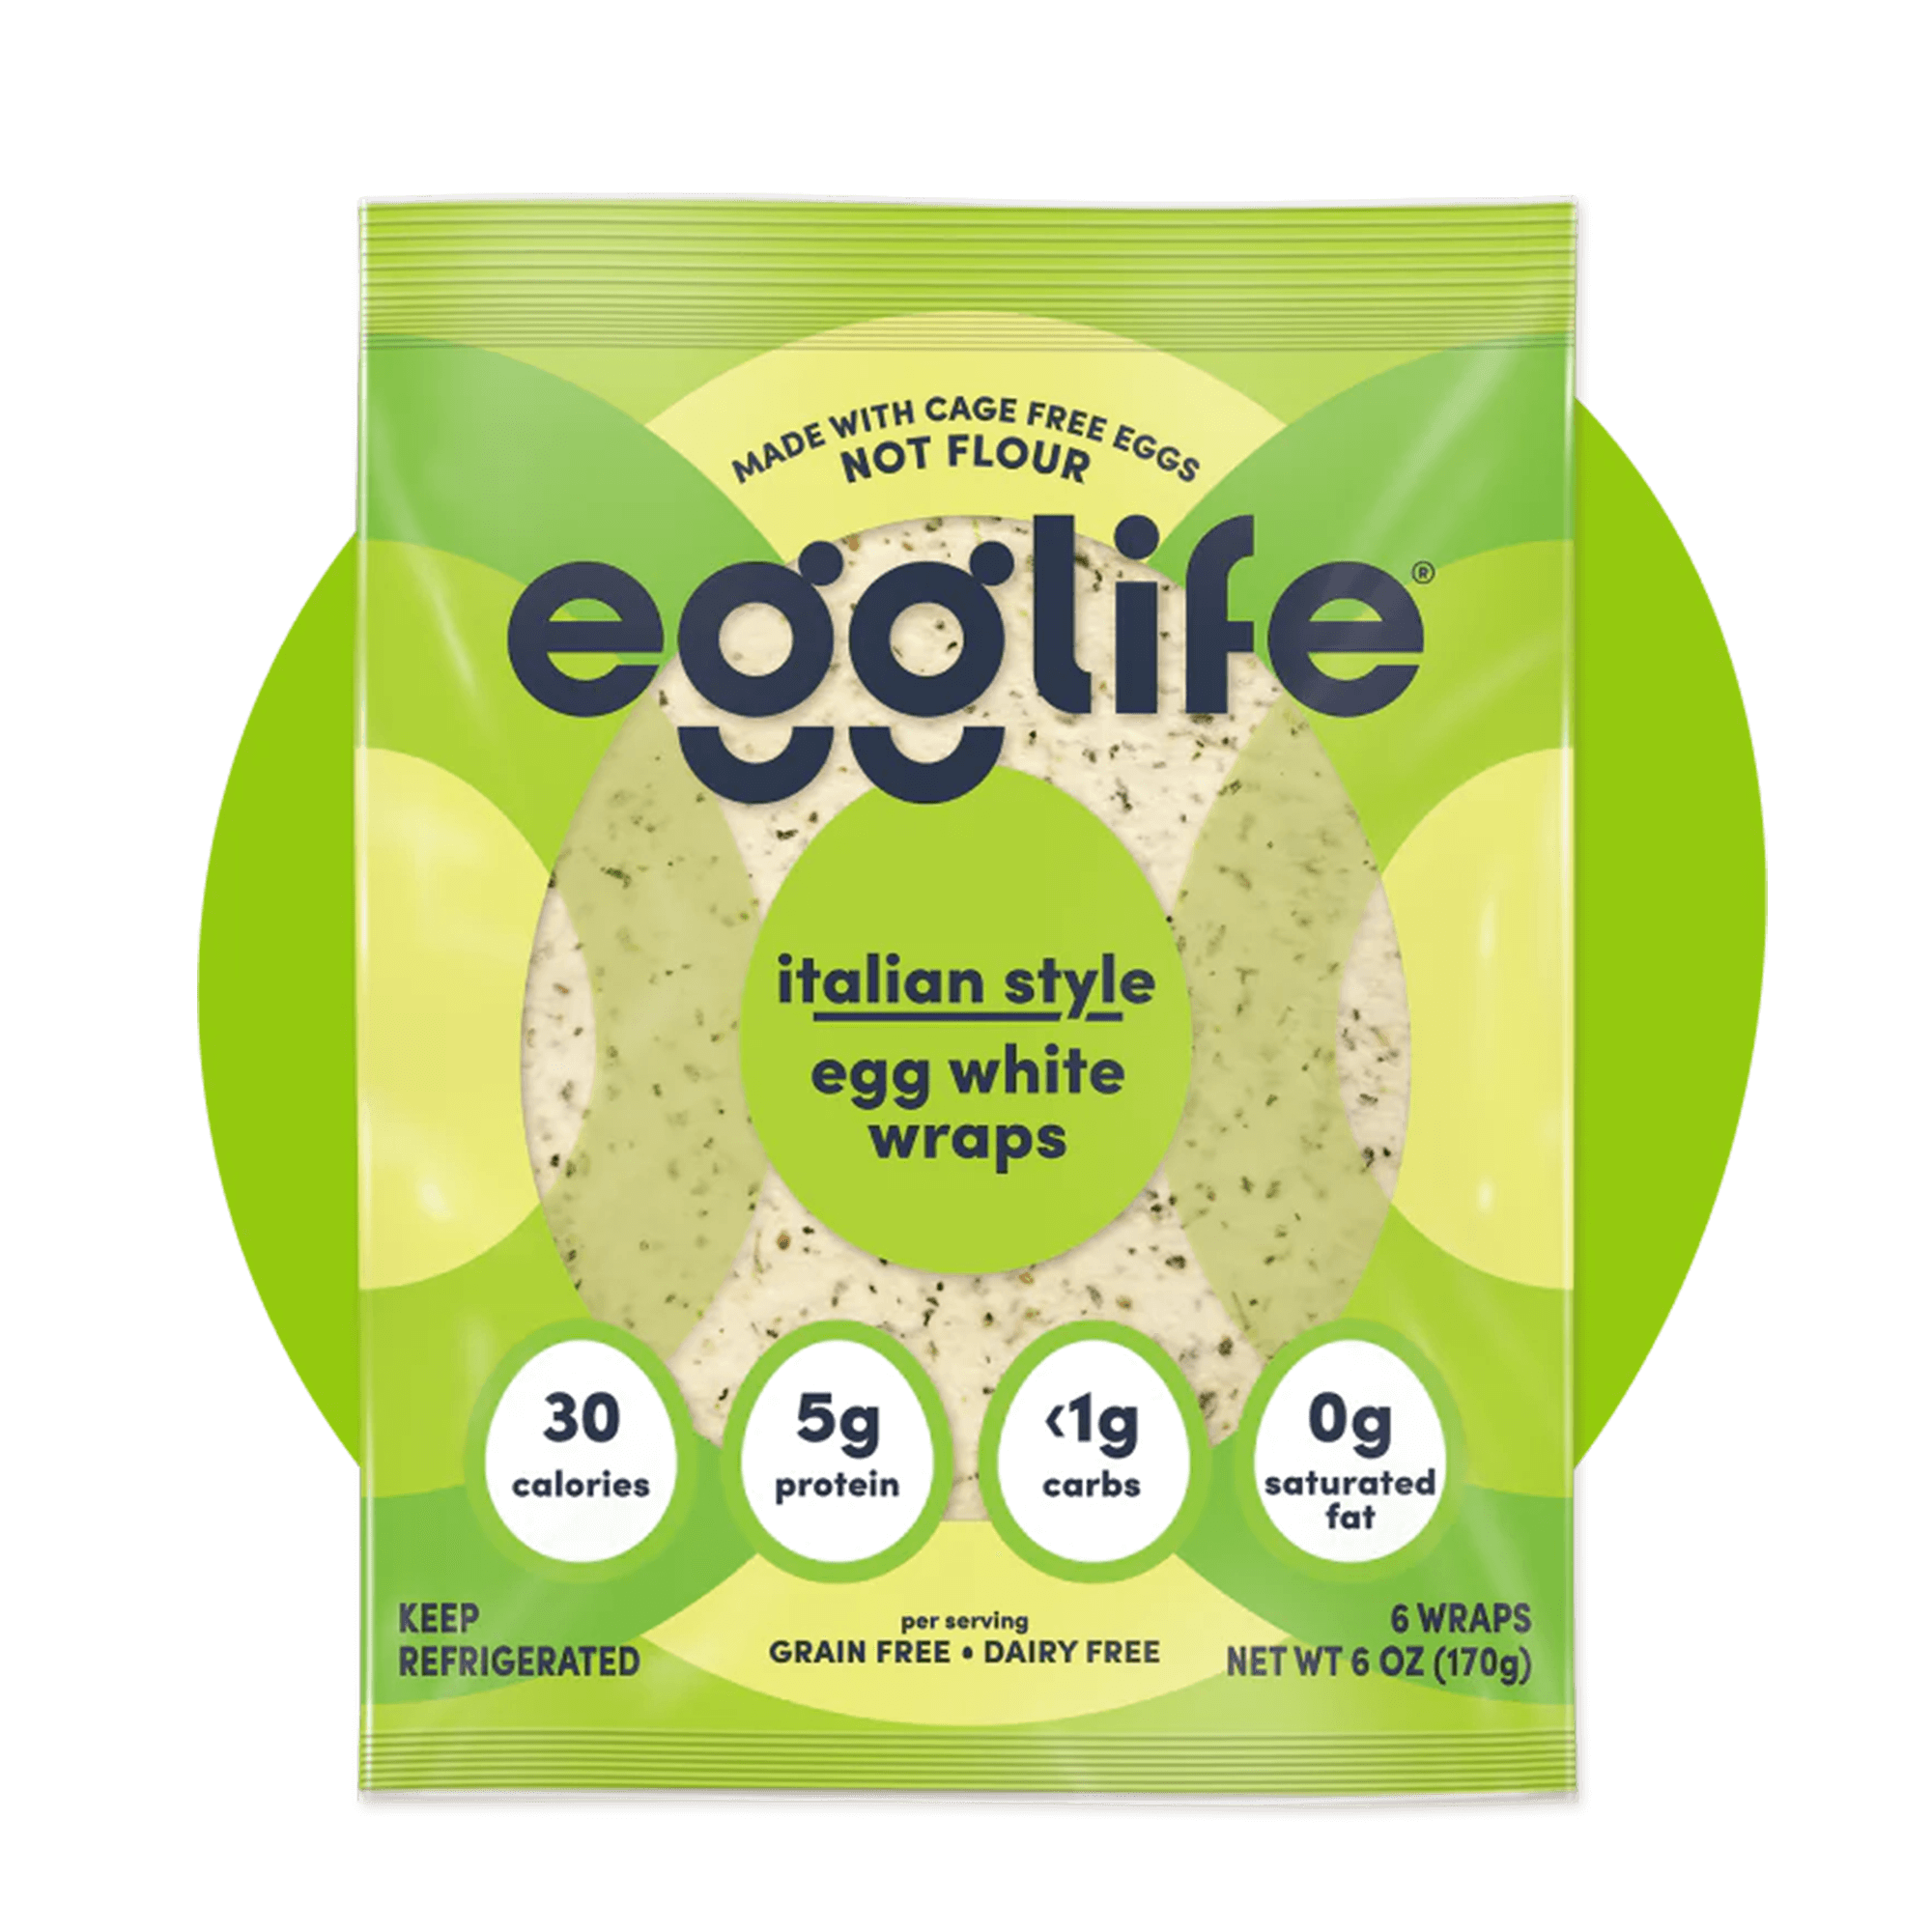 MADE WITH CAGE FREE EGGS
NOT FLOUR
egglife®
italian style
egg white
wraps
30
calories
5g
protein
<1g
carbs
0g
saturated
fat
KEEP
REFRIGERATED
per serving
GRAIN FREE • DAIRY FREE
6 WRAPS
NET WT 6 OZ (170g)